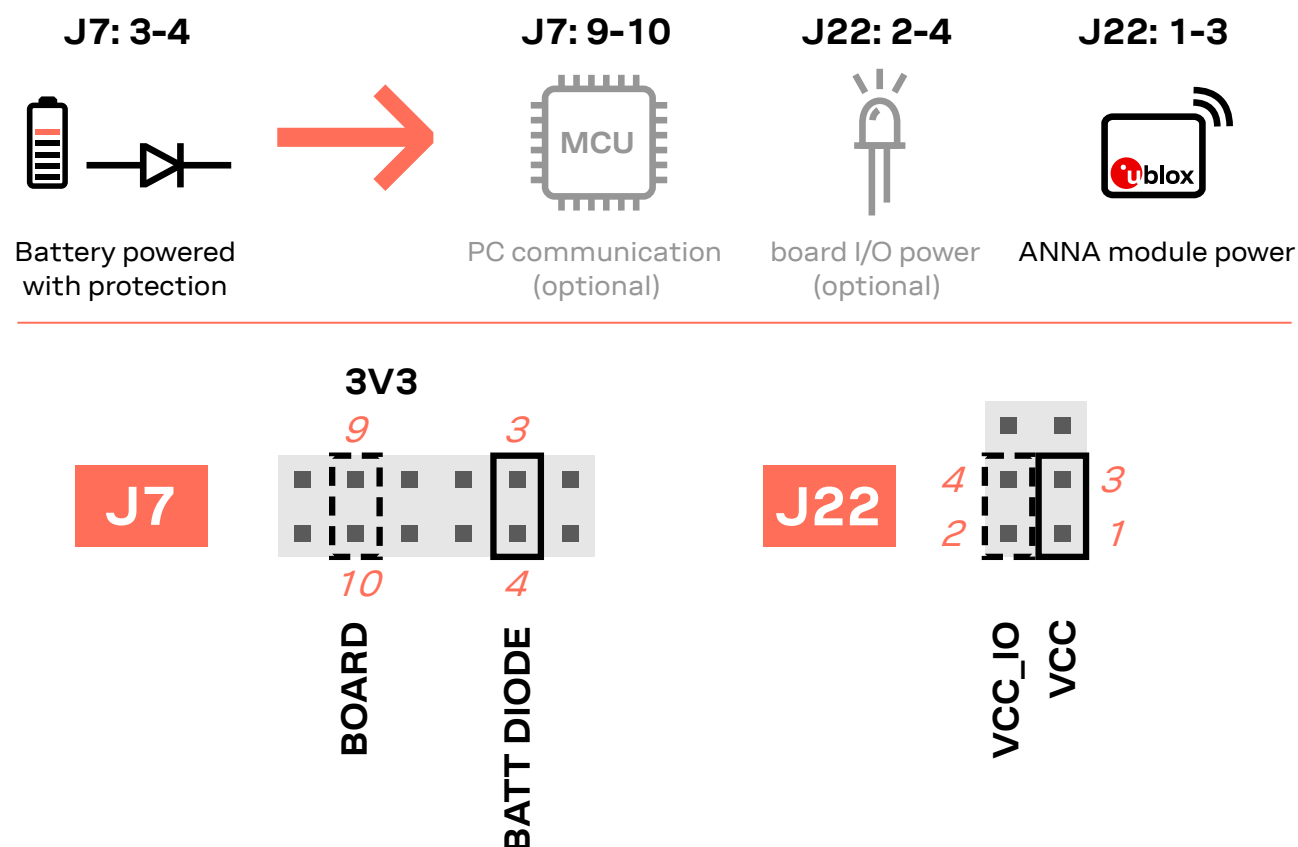 J7: 3-4
J7: 9-10
J22: 2-4
J22: 1-3
MCU
ublox
Battery powered
with protection
PC communication
(optional)
board I/O power
(optional)
ANNA module power
3V3
9
3
J7
10
4
BOARD
BATT DIODE
J22
4
3
2
1
VCC_IO
VCC